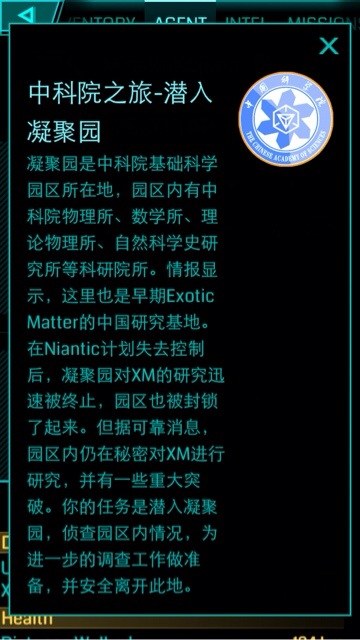 INVENTORY AGENT INTEL MISSIONS
中科院之旅-潜入
凝聚园
THE CHINESE ACADEMY OF SCIENCES
凝聚园是中科院基础科学
园区所在地，园区内有中
科院物理所、数学所、理
论物理所、自然科学史研
究所等科研院所。情报显
示，这里也是早期Exotic
Matter的中国研究基地。
在Niantic计划失去控制
后，凝聚园对XM的研究迅
速被终止，园区也被封锁
了起来。但据可靠消息，
园区内仍在秘密对XM进行
研究，并有一些重大突
破。你的任务是潜入凝聚
园，侦查园区内情况，为
进一步的调查工作做准
备，并安全离开此地。
Health